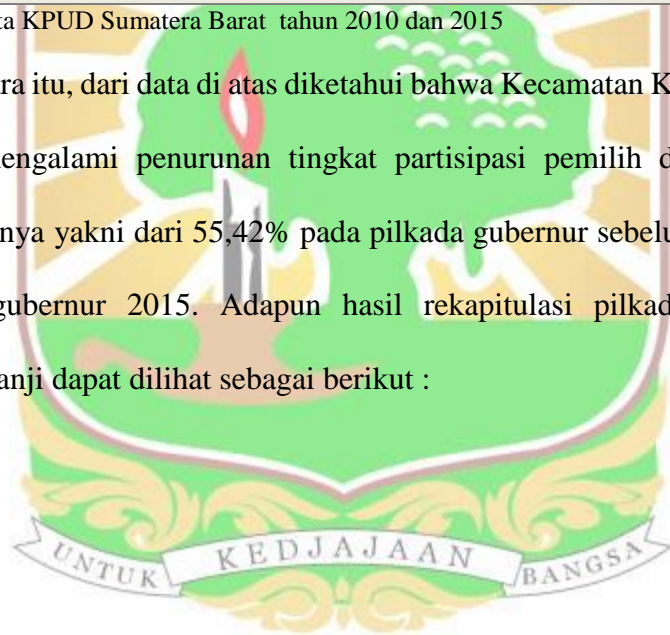 ta KPUD Sumatera Barat tahun 2010 dan 2015
ra itu, dari data di atas diketahui bahwa Kecamatan K
engalami penurunan tingkat partisipasi pemilih d
nya yakni dari 55,42% pada pilkada gubernur sebelu
gubernur 2015. Adapun hasil rekapitulasi pilkad
anji dapat dilihat sebagai berikut :
UNTUK KEDJAJAAN BANGSA